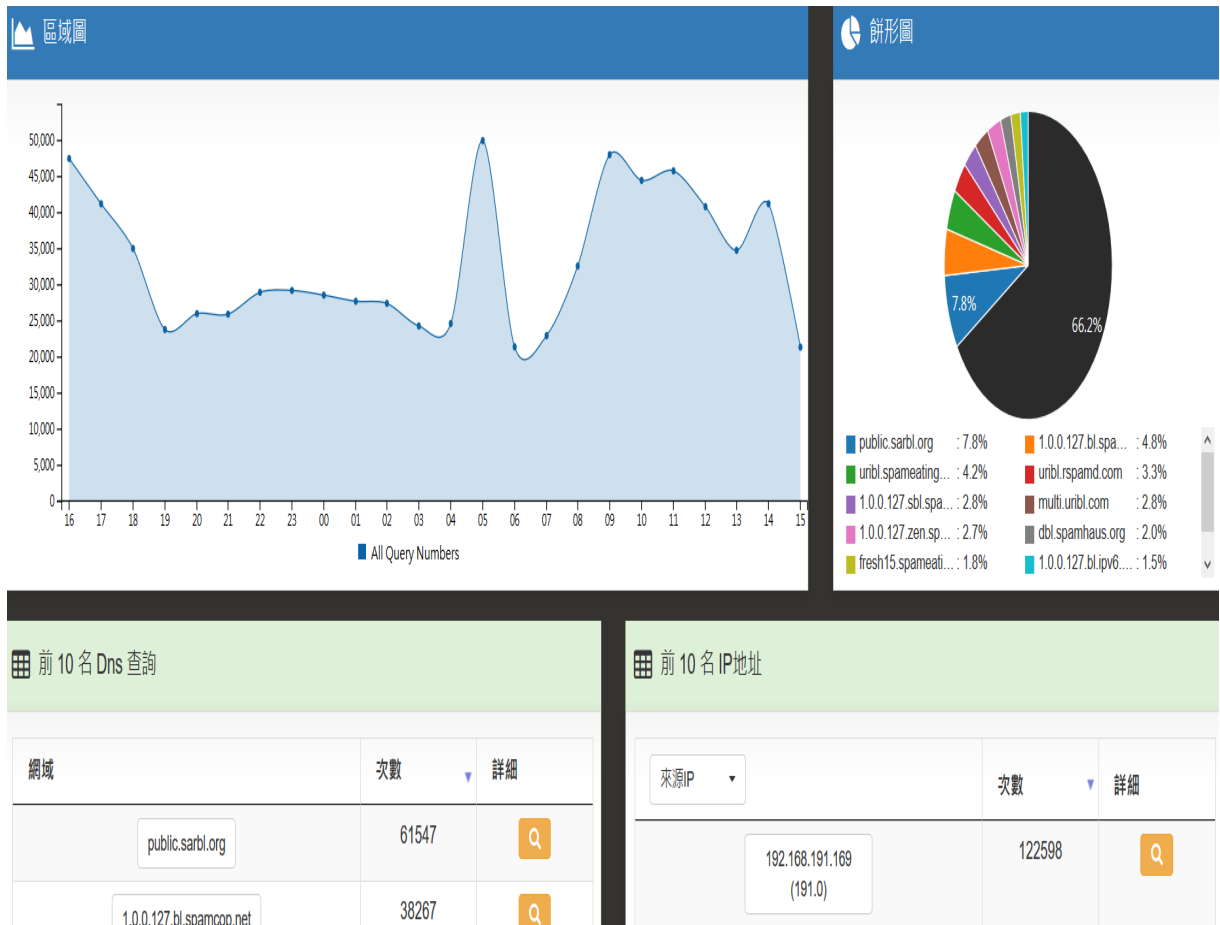 區域圖
50,000
45,000
40,000
35,000
30,000
25,000
20,000
15,000
10,000
5,000
0
16 17 18 19 20 21 22 23 00 01 02 03 04 05 06 07 08 09 10 11 12 13 14 15
All Query Numbers
餅形圖
7.8%
66.2%
public.sarbl.org : 7.8% 1.0.0.127.bl.spa... : 4.8%
uribl.spameating... : 4.2% uribl.rspamd.com : 3.3%
1.0.0.127.sbl.spa... : 2.8% multi.uribl.com : 2.8%
1.0.0.127.zen.sp... : 2.7% dbl.spamhaus.org : 2.0%
fresh15.spameati... : 1.8% 1.0.0.127.bl.ipv6.... : 1.5%
前 10 名 Dns 查詢
網域 次數 詳細
public.sarbl.org 61547
1.0.0.127.bl.spamcop.net 38267
前 10 名 IP地址
來源IP 次數 詳細
192.168.191.169 122598
(191.0)